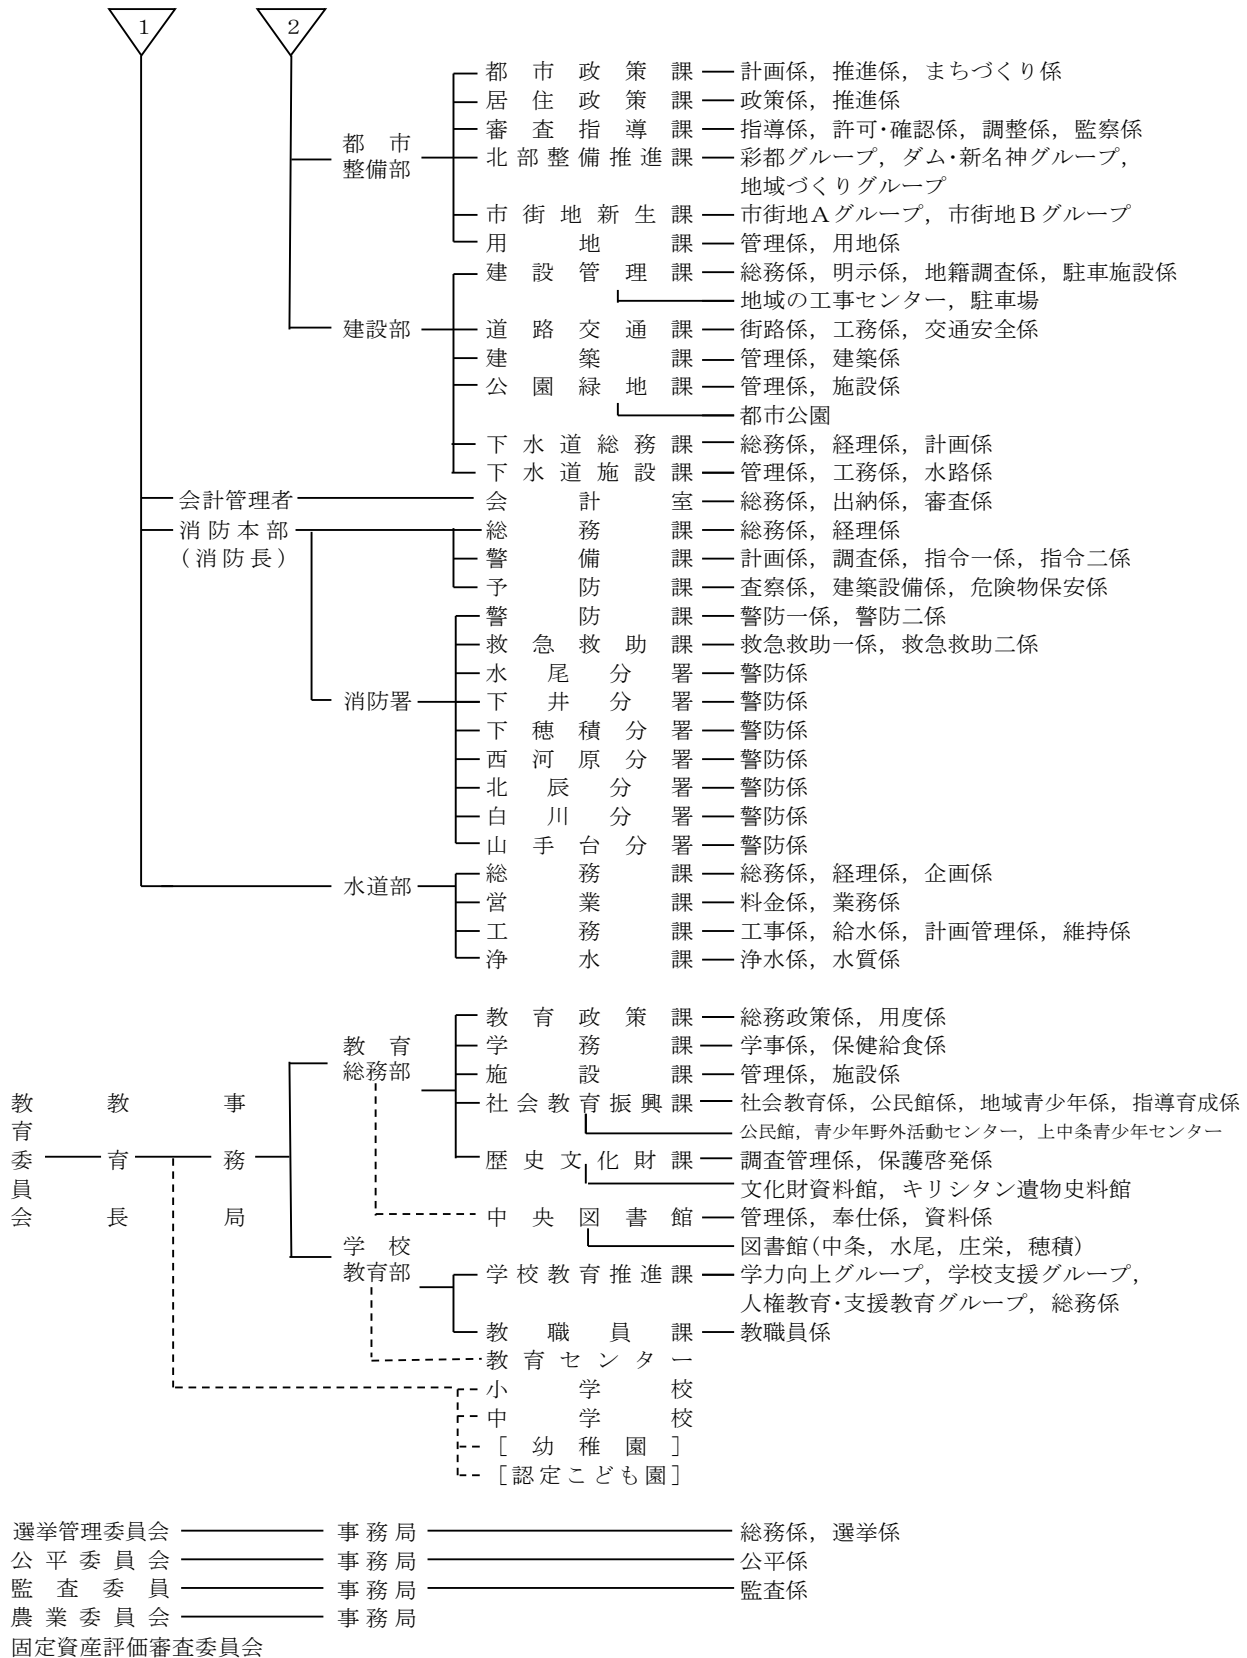 1 2
都市政策課 計画係，推進係，まちづくり係
居住政策課 政策係，推進係
審査指導課 指導係，許可・確認係，調整係，監察係
都市整備部 北部整備推進課 彩都グループ，ダム・新名神グループ，
地域づくりグループ
市街地新生課 市街地Ａグループ，市街地Ｂグループ
用地課 管理係，用地係
建設管理課 総務係，明示係，地籍調査係，駐車施設係
地域の工事センター，駐車場
建設部 道路交通課 街路係，工務係，交通安全係
建築課 管理係，建築係
公園緑地課 管理係，施設係
都市公園
下水道総務課 総務係，経理係，計画係
下水道施設課 管理係，工務係，水路係
会計管理者 会計室 総務係，出納係，審査係
消防本部 総務課 総務係，経理係
（消防長） 警備課 計画係，調査係，指令一係，指令二係
予防課 査察係，建築設備係，危険物保安係
警防課 警防一係，警防二係
救急救助課 救急救助一係，救急救助二係
水尾分署 警防係
消防署 下井分署 警防係
下穂積分署 警防係
西河原分署 警防係
北辰分署 警防係
白川分署 警防係
山手台分署 警防係
総務課 総務係，経理係，企画係
水道部
営業課 料金係，業務係
工務課 工事係，給水係，計画管理係，維持係
浄水課 浄水係，水質係
教育委員会 教育長 事務局
教育総務部
教育政策課 総務政策係，用度係
学務課 学事係，保健給食係
施設課 管理係，施設係
社会教育振興課 社会教育係，公民館係，地域青少年係，指導育成係
公民館，青少年野外活動センター，上中条青少年センター
歴史文化財課 調査管理係，保護啓発係
文化財資料館，キリシタン遺物史料館
中央図書館 管理係，奉仕係，資料係
図書館（中条，水尾，庄栄，穂積）
学校教育部
学校教育推進課 学力向上グループ，学校支援グループ，
人権教育・支援教育グループ，総務係
教職員課 教職員係
教育センター
小学校
中学校
［幼稚園］
［認定こども園］
選挙管理委員会 事務局 総務係，選挙係
公平委員会 事務局 公平係
監査委員 事務局 監査係
農業委員会 事務局
固定資産評価審査委員会